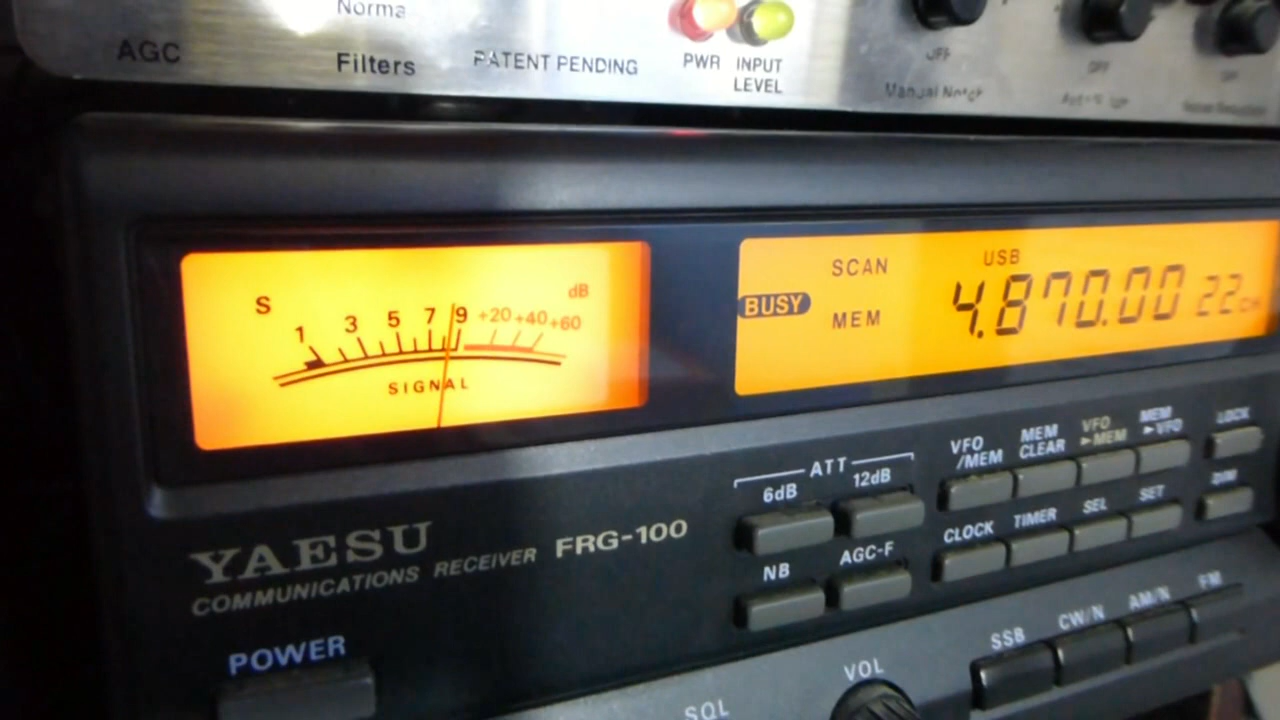 Norma
AGC
Filters
PATENT PENDING
PWR
INPUT
LEVEL
OFF
Manual Notch
OFF
S
1 3 5 7 9 +20 +40 +60
dB
SIGNAL
BUSY
SCAN
MEM
USB
4.870.00 22CH
ATT
6dB
12dB
NB
AGC-F
VFO
/MEM
MEM
CLEAR
VFO
►MEM
MEM
►VFO
LOCK
CLOCK
TIMER
SEL
SET
DIM
YAESU
COMMUNICATIONS RECEIVER FRG-100
POWER
SQL
VOL
SSB
CW/N
AM/N
FM